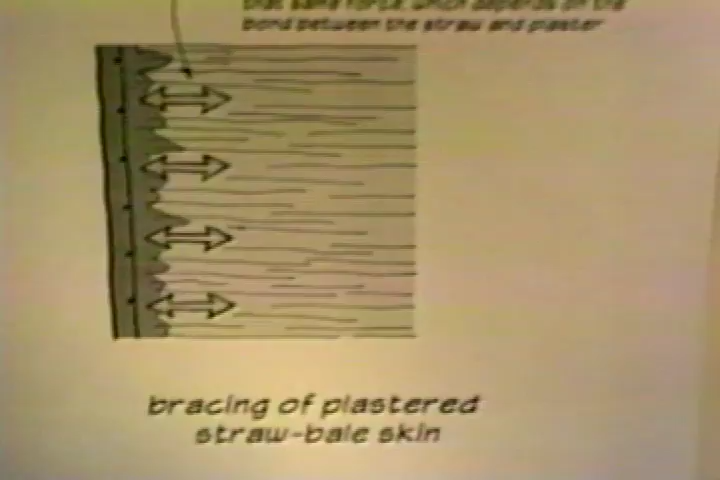 that same force, which depends on the
bond between the straw and plaster
bracing of plastered
straw-bale skin